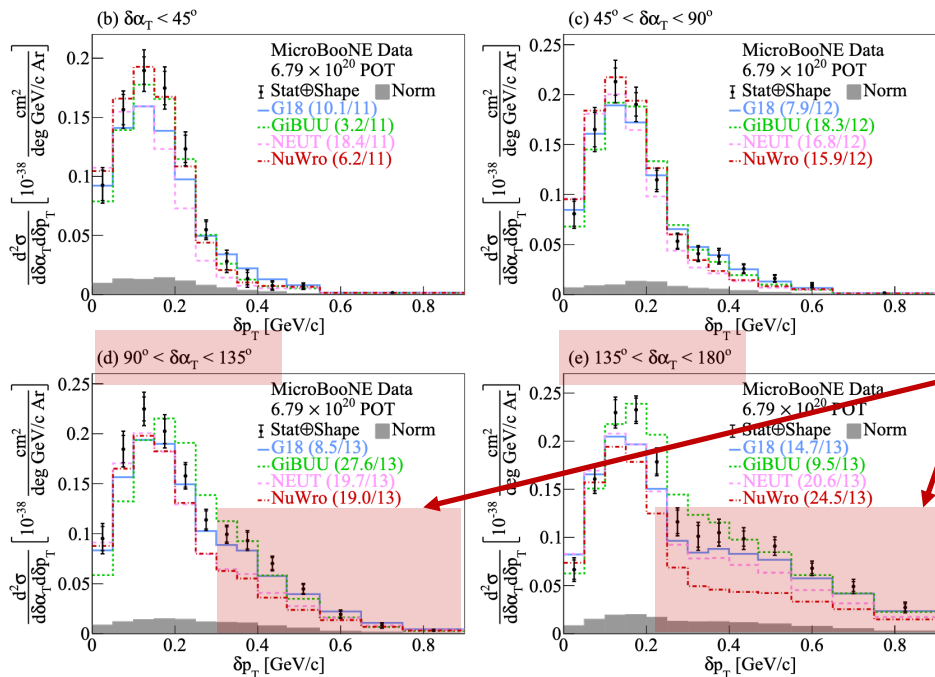 (b) δα_T < 45°
d²σ/dδα_T dδp_T [10⁻³⁸ cm²/deg GeV/c Ar]
0.2
0.15
0.1
0.05
0
MicroBooNE Data
6.79 × 10²⁰ POT
Stat⊕Shape Norm
G18 (10.1/11)
GiBUU (3.2/11)
NEUT (18.4/11)
NuWro (6.2/11)
0 0.2 0.4 0.6 0.8
δp_T [GeV/c]
(c) 45° < δα_T < 90°
d²σ/dδα_T dδp_T [10⁻³⁸ cm²/deg GeV/c Ar]
0.25
0.2
0.15
0.1
0.05
0
MicroBooNE Data
6.79 × 10²⁰ POT
Stat⊕Shape Norm
G18 (7.9/12)
GiBUU (18.3/12)
NEUT (16.8/12)
NuWro (15.9/12)
0 0.2 0.4 0.6 0.8
δp_T [GeV/c]
(d) 90° < δα_T < 135°
d²σ/dδα_T dδp_T [10⁻³⁸ cm²/deg GeV/c Ar]
0.25
0.2
0.15
0.1
0.05
0
MicroBooNE Data
6.79 × 10²⁰ POT
Stat⊕Shape Norm
G18 (8.5/13)
GiBUU (27.6/13)
NEUT (19.7/13)
NuWro (19.0/13)
0 0.2 0.4 0.6 0.8
δp_T [GeV/c]
(e) 135° < δα_T < 180°
d²σ/dδα_T dδp_T [10⁻³⁸ cm²/deg GeV/c Ar]
0.25
0.2
0.15
0.1
0.05
0
MicroBooNE Data
6.79 × 10²⁰ POT
Stat⊕Shape Norm
G18 (14.7/13)
GiBUU (9.5/13)
NEUT (20.6/13)
NuWro (24.5/13)
0 0.2 0.4 0.6 0.8
δp_T [GeV/c]